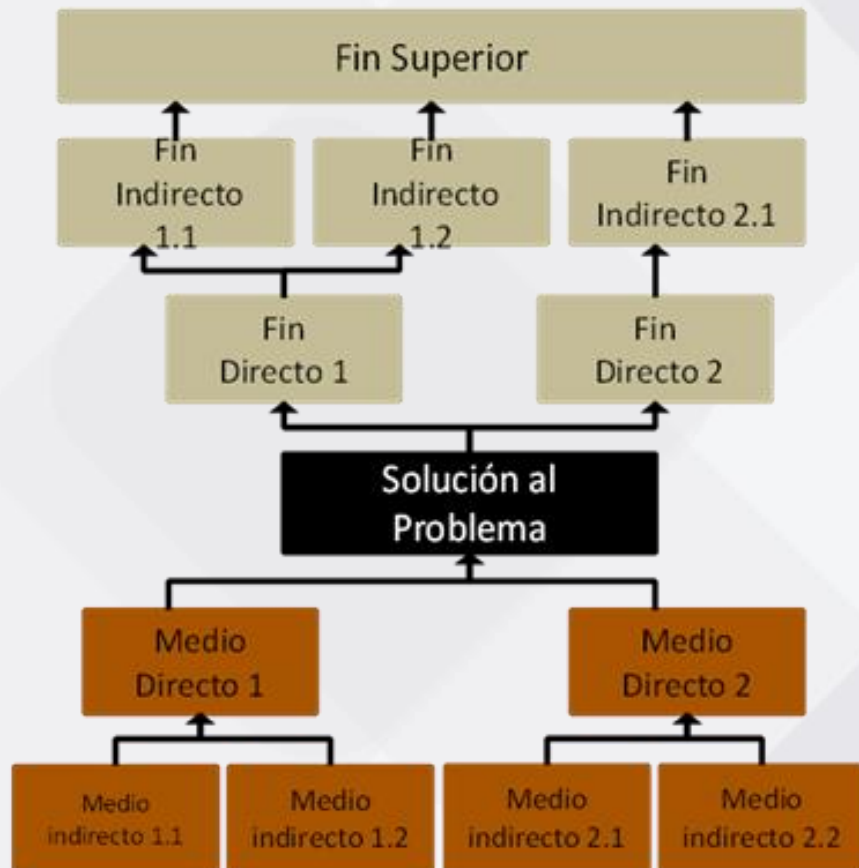 Fin Superior
Fin
Indirecto
1.1
Fin
Indirecto
1.2
Fin
Indirecto 2.1
Fin
Directo 1
Fin
Directo 2
Solución al
Problema
Medio
Directo 1
Medio
Directo 2
Medio
indirecto 1.1
Medio
indirecto 1.2
Medio
indirecto 2.1
Medio
indirecto 2.2